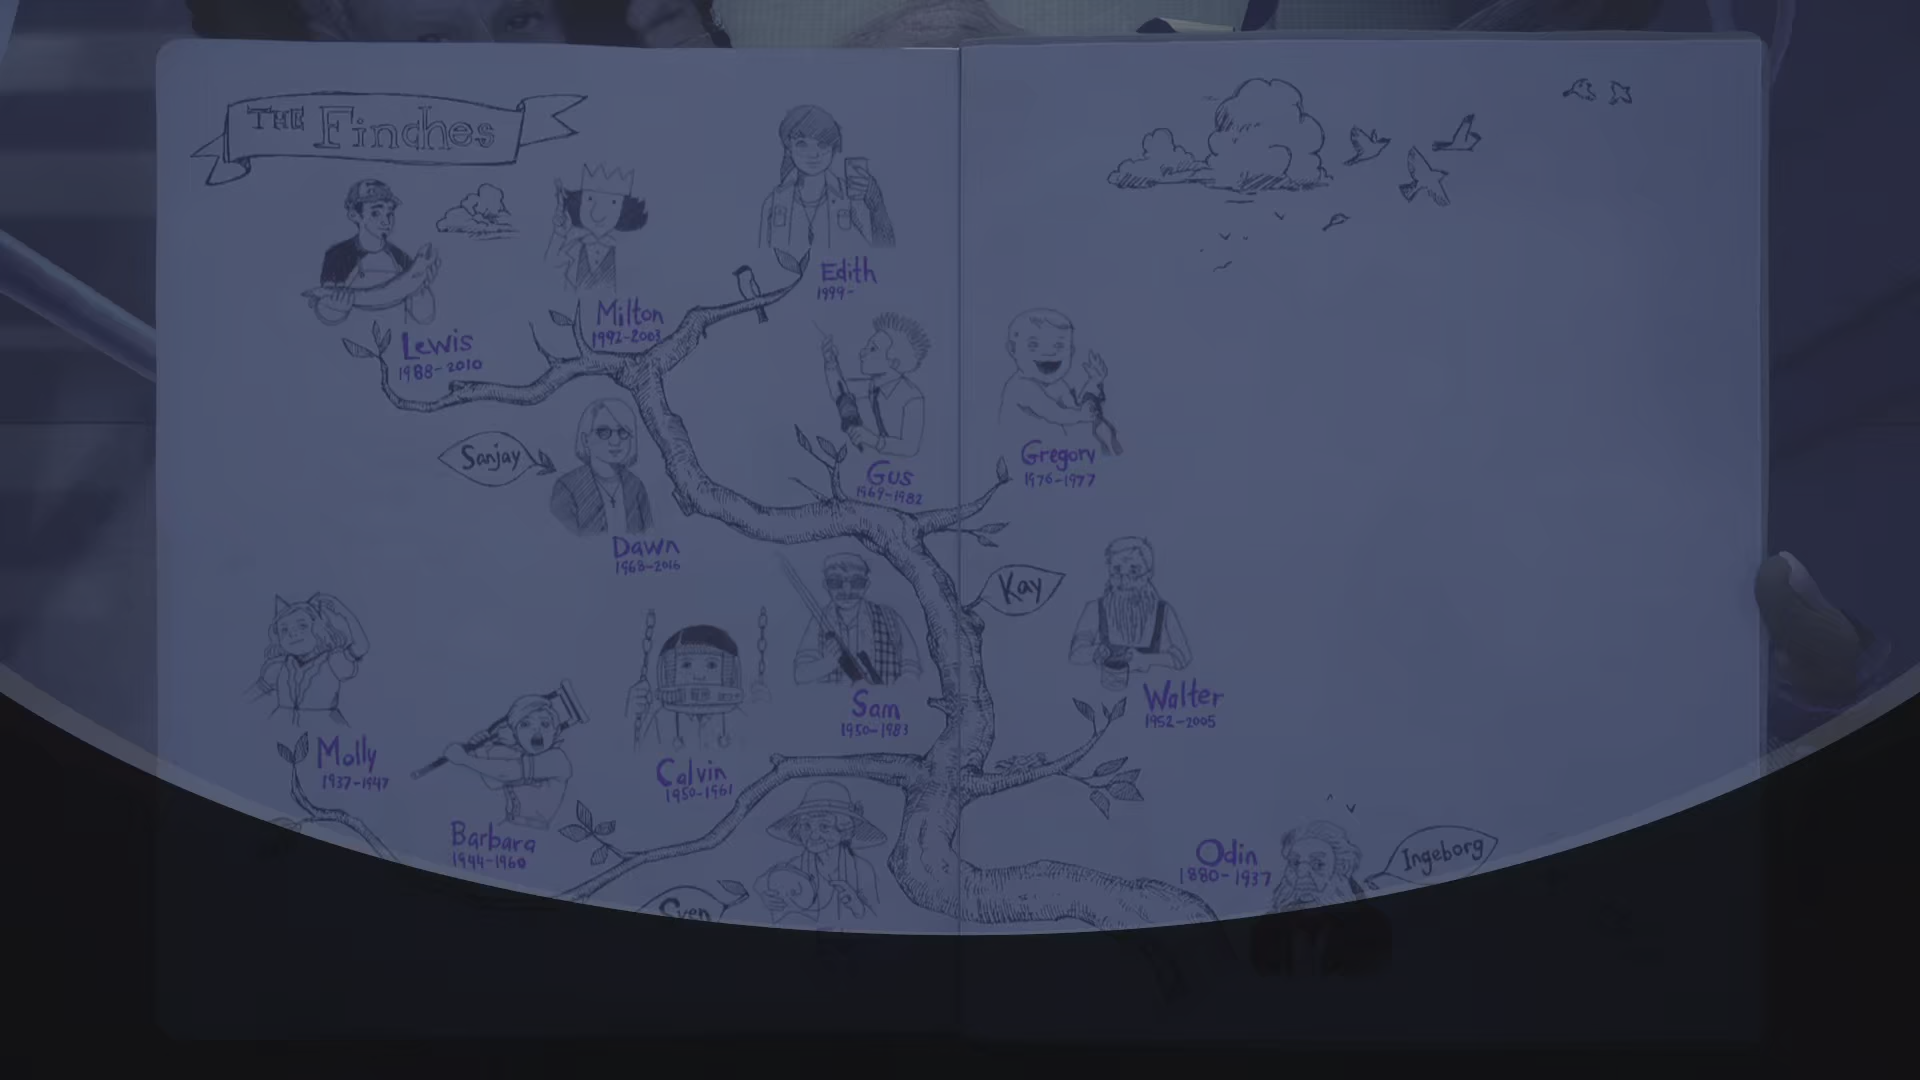 THE Finches
Edith
1999-
Milton
1992-2003
Lewis
1988-2010
Sanjay
Gus
1969-1982
Gregory
1976-1977
Dawn
1968-2016
Kay
Sam
1950-1983
Walter
1952-2005
Molly
1937-1947
Calvin
1950-1961
Barbara
1944-1960
Odin
1880-1937
Ingeborg
Sven